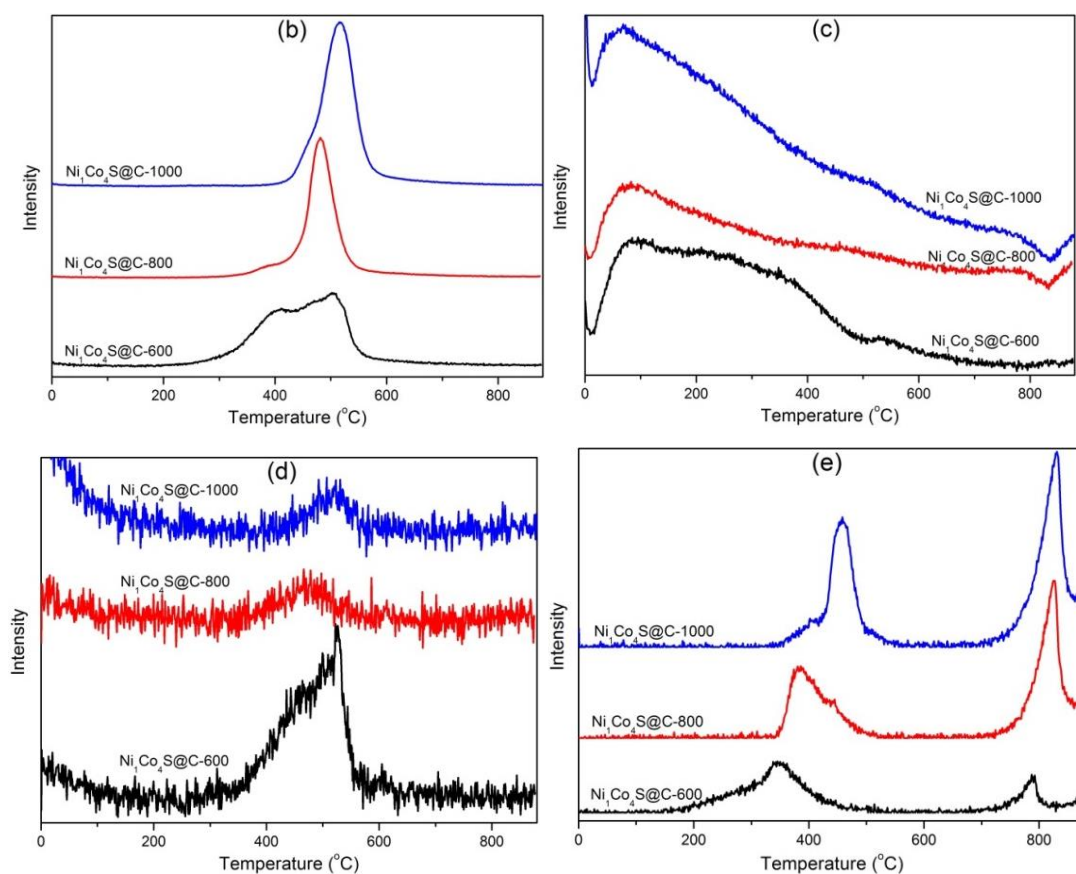 (b)
Intensity
Ni₁Co₄S@C-1000
Ni₁Co₄S@C-800
Ni₁Co₄S@C-600
0 200 400 600 800
Temperature (°C)
(c)
Intensity
Ni₁Co₄S@C-1000
Ni₁Co₄S@C-800
Ni₁Co₄S@C-600
0 200 400 600 800
Temperature (°C)
(d)
Intensity
Ni₁Co₄S@C-1000
Ni₁Co₄S@C-800
Ni₁Co₄S@C-600
0 200 400 600 800
Temperature (°C)
(e)
Intensity
Ni₁Co₄S@C-1000
Ni₁Co₄S@C-800
Ni₁Co₄S@C-600
0 200 400 600 800
Temperature (°C)